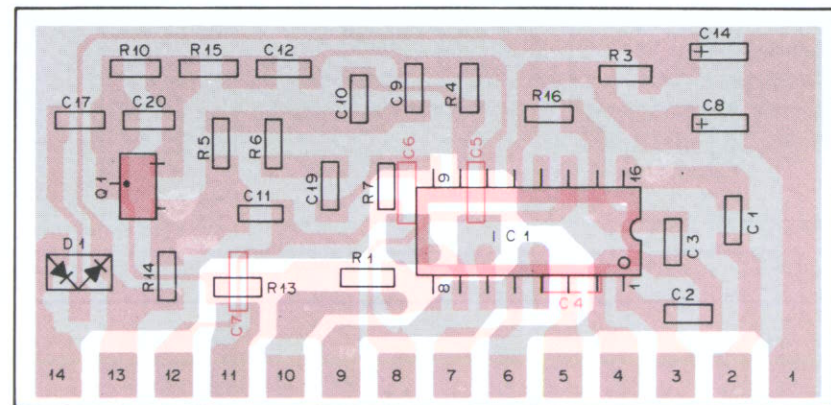 C14
R10 R15 C12 R3
C9 R4
C10 R16
C17 C20 C8
R5 R6
C6 C5
9 16
Q1 C19 R7
C11 C1
IC1 C3
D1
R14 R1
R13
C7 8 C4 1 C2
14 13 12 11 10 9 8 7 6 5 4 3 2 1